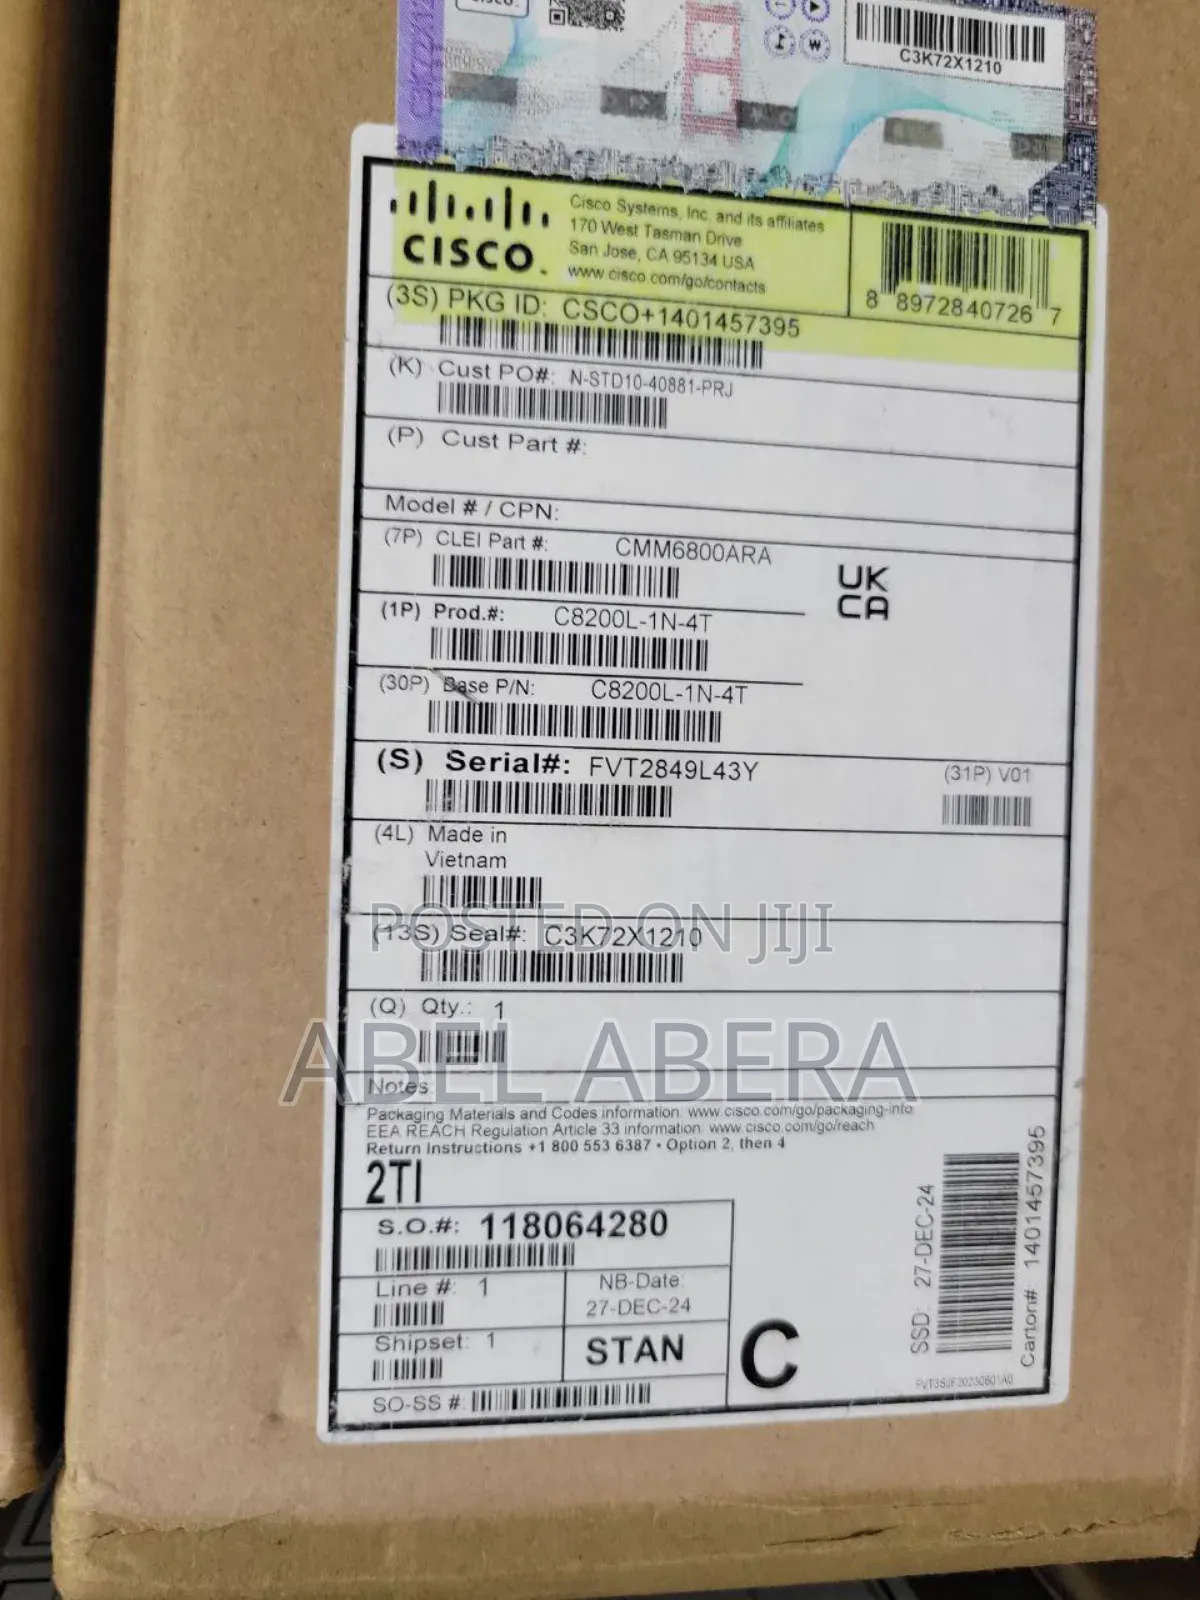 C3K72X1210
CISCO
Cisco Systems, Inc. and its affiliates
170 West Tasman Drive
San Jose, CA 95134 USA
www.cisco.com/go/contacts
8 8972840726 7
(3S) PKG ID: CSCO+1401457395
(K) Cust PO#: N-STD10-40881-PRJ
(P) Cust Part #:
Model # / CPN:
(7P) CLEI Part #: CMM6800ARA
UK
CA
(1P) Prod.#: C8200L-1N-4T
(30P) Base P/N: C8200L-1N-4T
(S) Serial#: FVT2849L43Y
(31P) V01
(4L) Made in
Vietnam
POSTED ON JIJI
(13S) Seal#: C3K72X1210
(Q) Qty.: 1
ABEL ABERA
Notes:
Packaging Materials and Codes information: www.cisco.com/go/packaging-info
EEA REACH Regulation Article 33 information: www.cisco.com/go/reach
Return Instructions +1 800 553 6387 • Option 2, then 4
2TI
S.O.#: 118064280
Line #: 1
NB-Date:
27-DEC-24
Shipset: 1
STAN
SO-SS #:
C
SSD: 27-DEC-24
Carton#: 1401457395